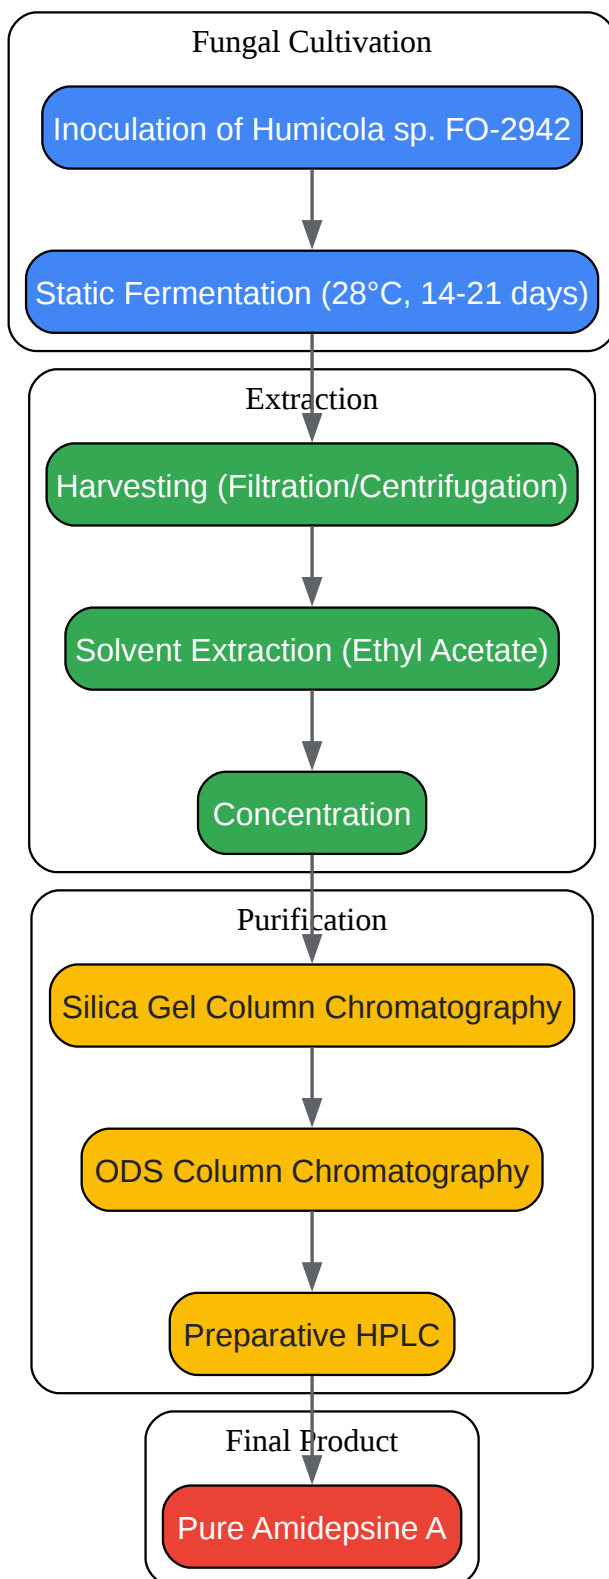 Fungal Cultivation
Inoculation of Humicola sp. FO-2942
Static Fermentation (28°C, 14-21 days)
Extraction
Harvesting (Filtration/Centrifugation)
Solvent Extraction (Ethyl Acetate)
Concentration
Purification
Silica Gel Column Chromatography
ODS Column Chromatography
Preparative HPLC
Final Product
Pure Amidepsine A